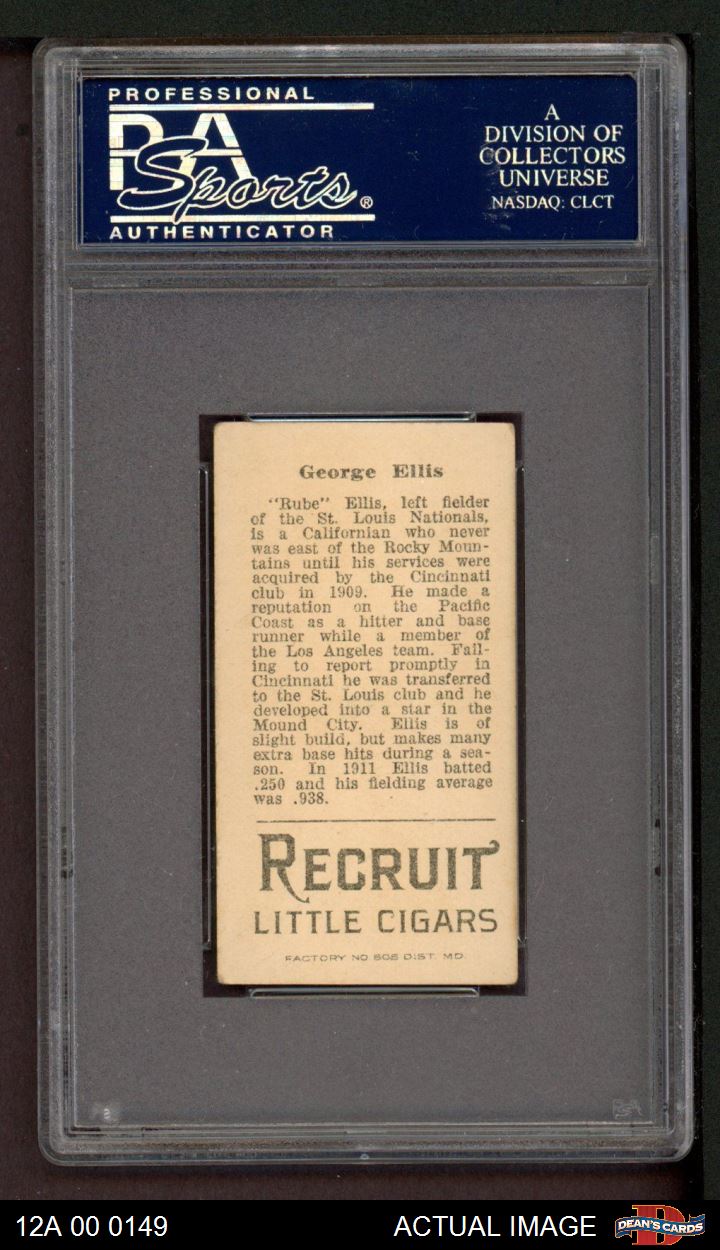 PROFESSIONAL
PSA
Sports®
AUTHENTICATOR
A
DIVISION OF
COLLECTORS
UNIVERSE
NASDAQ: CLCT
George Ellis
"Rube" Ellis, left fielder
of the St. Louis Nationals,
is a Californian who never
was east of the Rocky Moun-
tains until his services were
acquired by the Cincinnati
club in 1909. He made a
reputation on the Pacific
Coast as a hitter and base
runner while a member of
the Los Angeles team. Fail-
ing to report promptly in
Cincinnati he was transferred
to the St. Louis club and he
developed into a star in the
Mound City. Ellis is of
slight build, but makes many
extra base hits during a sea-
son. In 1911 Ellis batted
.250 and his fielding average
was .938.
RECRUIT
LITTLE CIGARS
FACTORY NO 606 DIST. MD.
12A 00 0149
ACTUAL IMAGE
DEAN'S CARDS